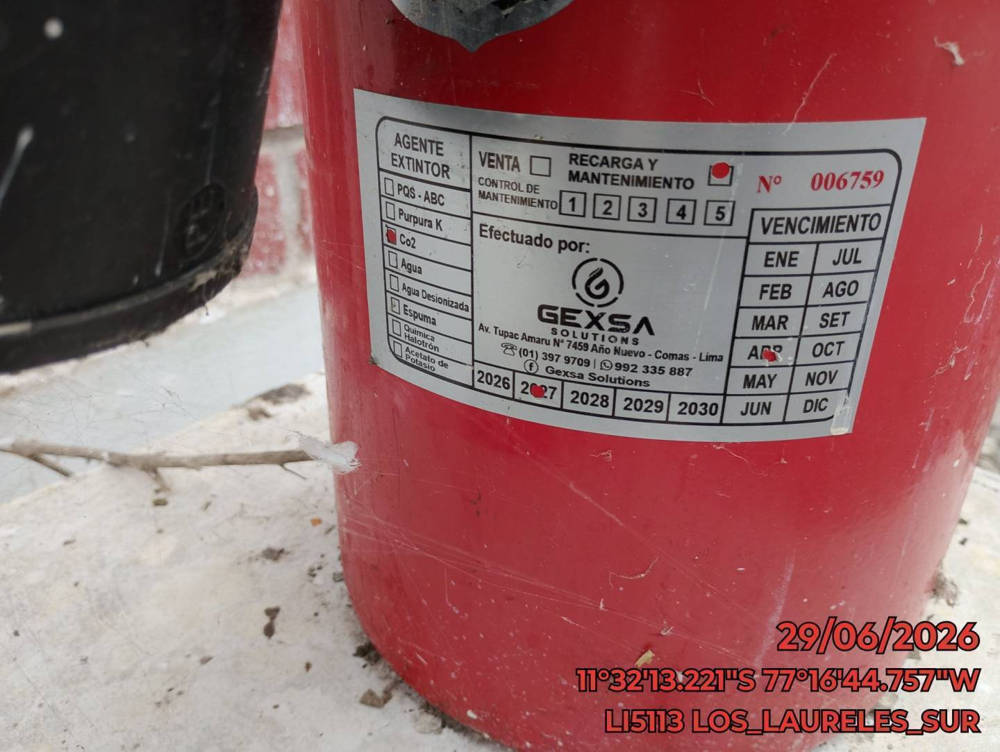 AGENTE
EXTINTOR
PQS - ABC
Purpura K
Co2
Agua
Agua Desionizada
Espuma
Quimica
Halotrón
Acetato de
Potasio
VENTA
RECARGA Y
MANTENIMIENTO
CONTROL DE
MANTENIMIENTO 1 2 3 4 5
Efectuado por:
GEXSA
SOLUTIONS
Av. Tupac Amaru N° 7459 Año Nuevo - Comas - Lima
(01) 397 9709 | 992 335 887
Gexsa Solutions
2026 2027 2028 2029 2030
N° 006759
VENCIMIENTO
ENE JUL
FEB AGO
MAR SET
ABR OCT
MAY NOV
JUN DIC
29/06/2026
11°32'13.221"S 77°16'44.757"W
LI5113 LOS_LAURELES_SUR